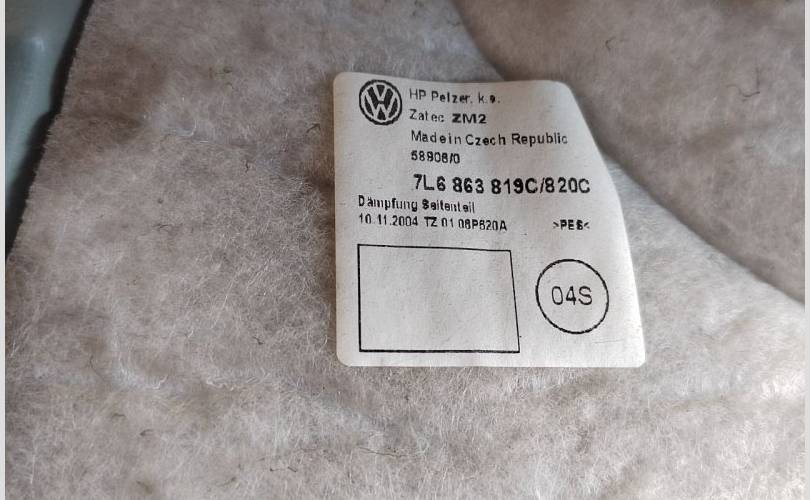 HP Pelzer, k.s.
Zatec ZM2
Made in Czech Republic
58908/0
7L6 863 819C/820C
Dämpfung Seitenteil
10.11.2004 TZ 01 08P820A >PES<
04S